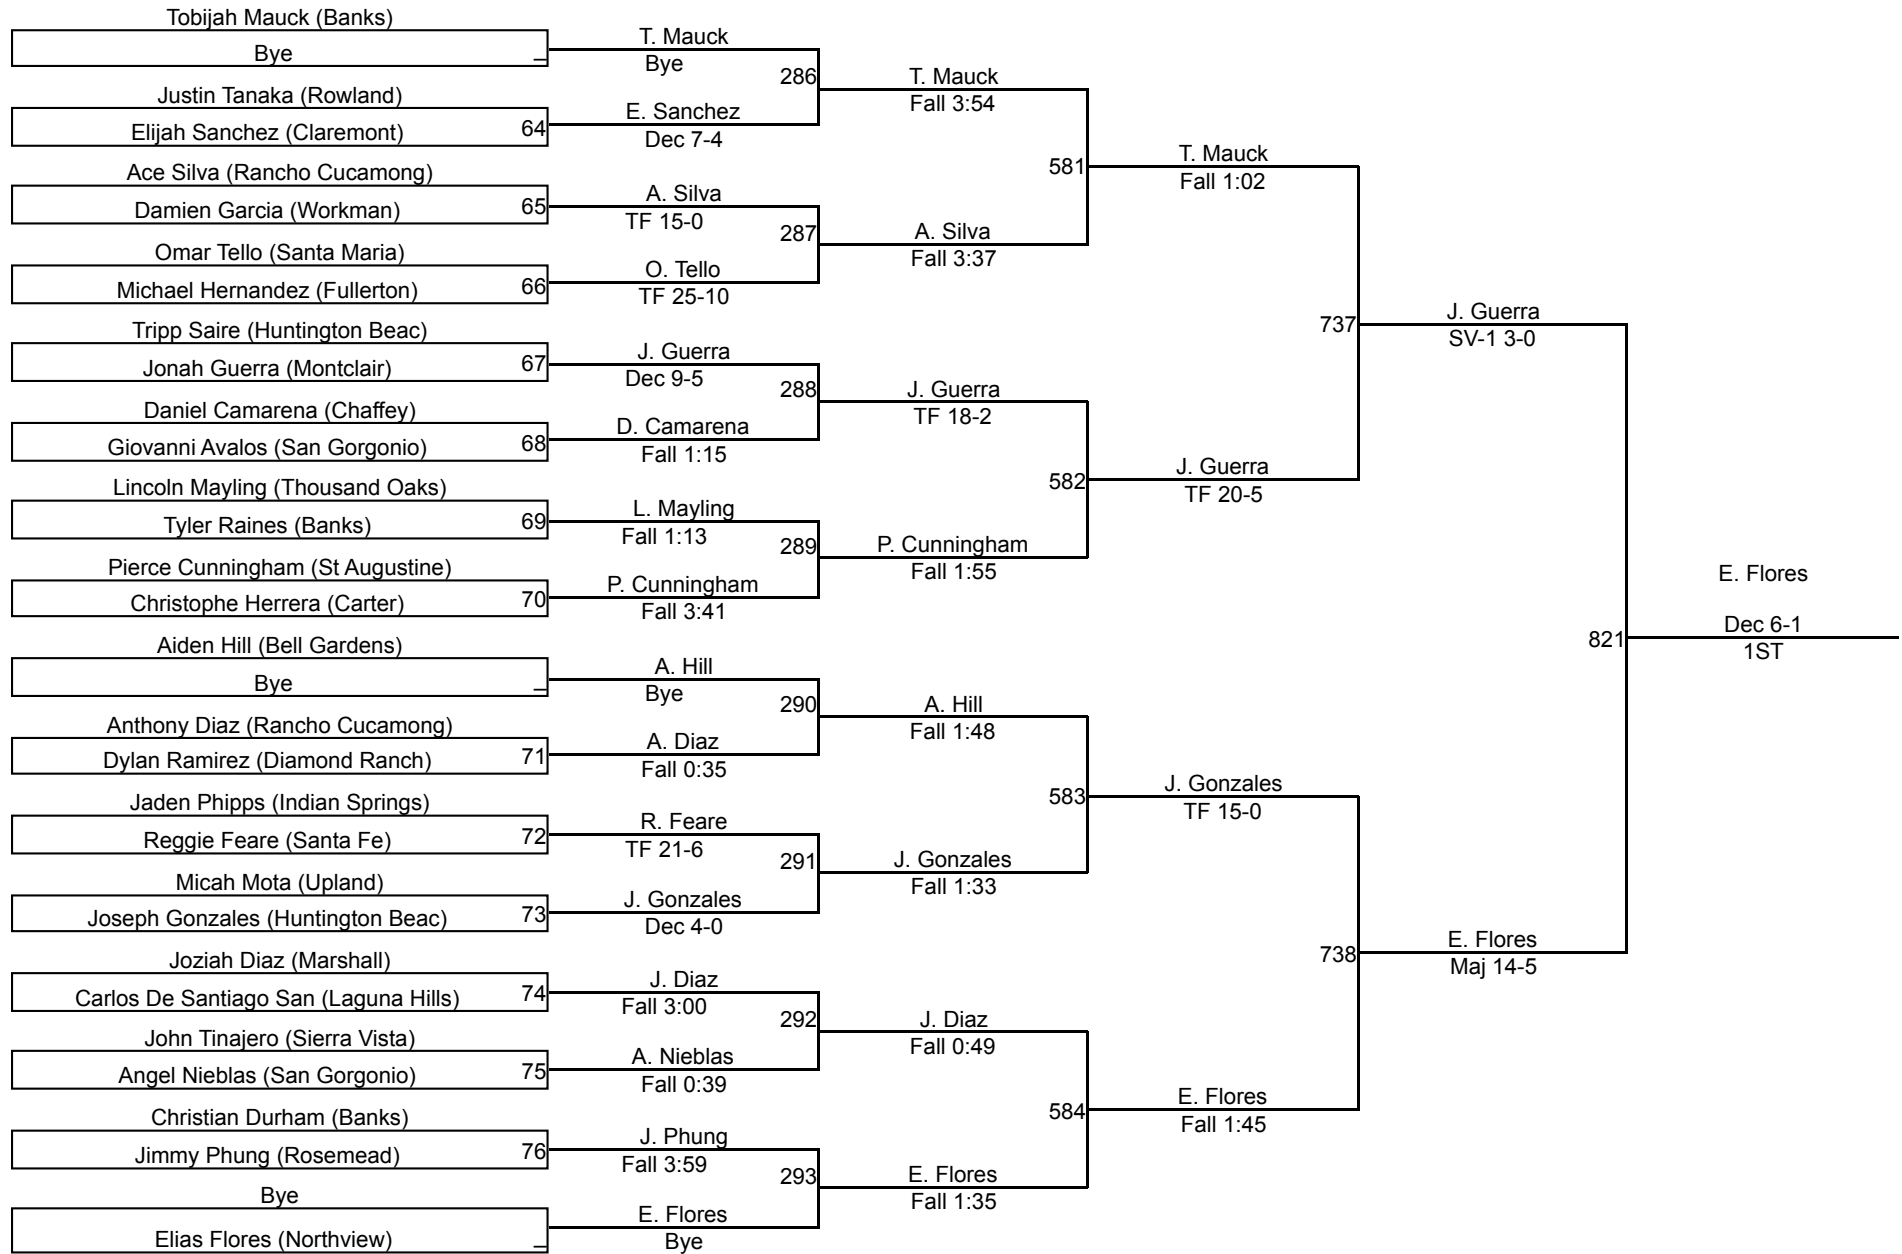 Tobijah Mauck (Banks)
Bye _
Justin Tanaka (Rowland)
Elijah Sanchez (Claremont) 64
Ace Silva (Rancho Cucamong)
Damien Garcia (Workman) 65
Omar Tello (Santa Maria)
Michael Hernandez (Fullerton) 66
Tripp Saire (Huntington Beac)
Jonah Guerra (Montclair) 67
Daniel Camarena (Chaffey)
Giovanni Avalos (San Gorgonio) 68
Lincoln Mayling (Thousand Oaks)
Tyler Raines (Banks) 69
Pierce Cunningham (St Augustine)
Christophe Herrera (Carter) 70
Aiden Hill (Bell Gardens)
Bye _
Anthony Diaz (Rancho Cucamong)
Dylan Ramirez (Diamond Ranch) 71
Jaden Phipps (Indian Springs)
Reggie Feare (Santa Fe) 72
Micah Mota (Upland)
Joseph Gonzales (Huntington Beac) 73
Joziah Diaz (Marshall)
Carlos De Santiago San (Laguna Hills) 74
John Tinajero (Sierra Vista)
Angel Nieblas (San Gorgonio) 75
Christian Durham (Banks)
Jimmy Phung (Rosemead) 76
Bye
Elias Flores (Northview) _
T. Mauck
Bye
286
E. Sanchez
Dec 7-4
A. Silva
TF 15-0
287
O. Tello
TF 25-10
J. Guerra
Dec 9-5
288
D. Camarena
Fall 1:15
L. Mayling
Fall 1:13
289
P. Cunningham
Fall 3:41
A. Hill
Bye
290
A. Diaz
Fall 0:35
R. Feare
TF 21-6
291
J. Gonzales
Dec 4-0
J. Diaz
Fall 3:00
292
A. Nieblas
Fall 0:39
J. Phung
Fall 3:59
293
E. Flores
Bye
T. Mauck
Fall 3:54
581
A. Silva
Fall 3:37
J. Guerra
TF 18-2
582
P. Cunningham
Fall 1:55
A. Hill
Fall 1:48
583
J. Gonzales
Fall 1:33
J. Diaz
Fall 0:49
584
E. Flores
Fall 1:35
T. Mauck
Fall 1:02
737
J. Guerra
TF 20-5
J. Gonzales
TF 15-0
738
E. Flores
Fall 1:45
J. Guerra
SV-1 3-0
821
E. Flores
Maj 14-5
E. Flores
Dec 6-1
1ST